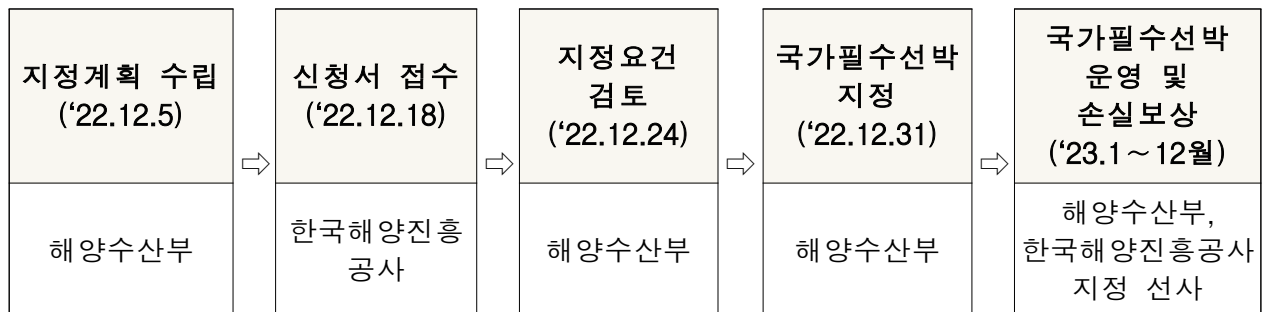 지정계획 수립
(‘22.12.5)
해양수산부
⇨
신청서 접수
(‘22.12.18)
한국해양진흥
공사
⇨
지정요건
검토
(‘22.12.24)
해양수산부
⇨
국가필수선박
지정
(‘22.12.31)
해양수산부
⇨
국가필수선박
운영 및
손실보상
(‘23.1～12월)
해양수산부,
한국해양진흥공사
지정 선사